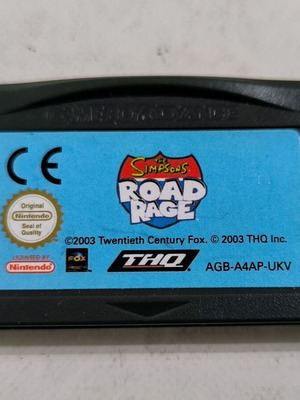 GAME BOY ADVANCE
CE
THE
SIMPSONS
ROAD
RAGE
Original
Nintendo
Seal of
Quality
©2003 Twentieth Century Fox. © 2003 THQ Inc.
LICENSED BY
Nintendo
FOX
THQ
AGB-A4AP-UKV